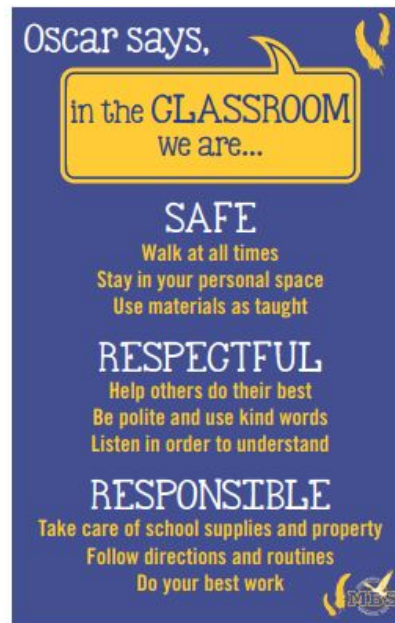 Oscar says,
in the CLASSROOM
we are...
SAFE
Walk at all times
Stay in your personal space
Use materials as taught
RESPECTFUL
Help others do their best
Be polite and use kind words
Listen in order to understand
RESPONSIBLE
Take care of school supplies and property
Follow directions and routines
Do your best work
MBS